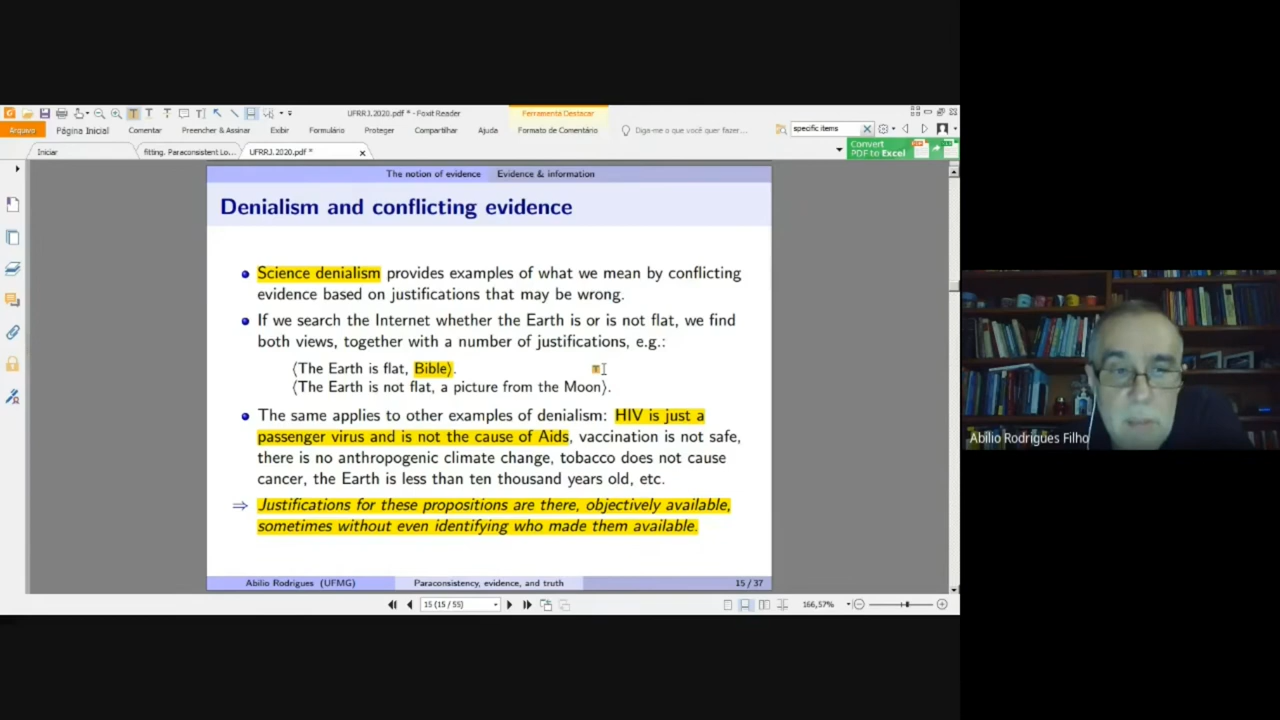 UFRRJ.2020.pdf * - Foxit Reader
Ferramenta Destacar
Arquivo Página Inicial Comentar Preencher & Assinar Exibir Formulário Proteger Compartilhar Ajuda Formato de Comentário Diga-me o que você quer fazer... specific items
Iniciar fitting. Paraconsistent Lo... UFRRJ.2020.pdf *
Convert
PDF to Excel
The notion of evidence Evidence & information
Denialism and conflicting evidence
Science denialism provides examples of what we mean by conflicting
evidence based on justifications that may be wrong.
If we search the Internet whether the Earth is or is not flat, we find
both views, together with a number of justifications, e.g.:
⟨The Earth is flat, Bible⟩.
⟨The Earth is not flat, a picture from the Moon⟩.
The same applies to other examples of denialism: HIV is just a
passenger virus and is not the cause of Aids, vaccination is not safe,
there is no anthropogenic climate change, tobacco does not cause
cancer, the Earth is less than ten thousand years old, etc.
⇒ Justifications for these propositions are there, objectively available,
sometimes without even identifying who made them available.
Abilio Rodrigues (UFMG) Paraconsistency, evidence, and truth 15 / 37
15 (15 / 55) 166,57%
Abilio Rodrigues Filho